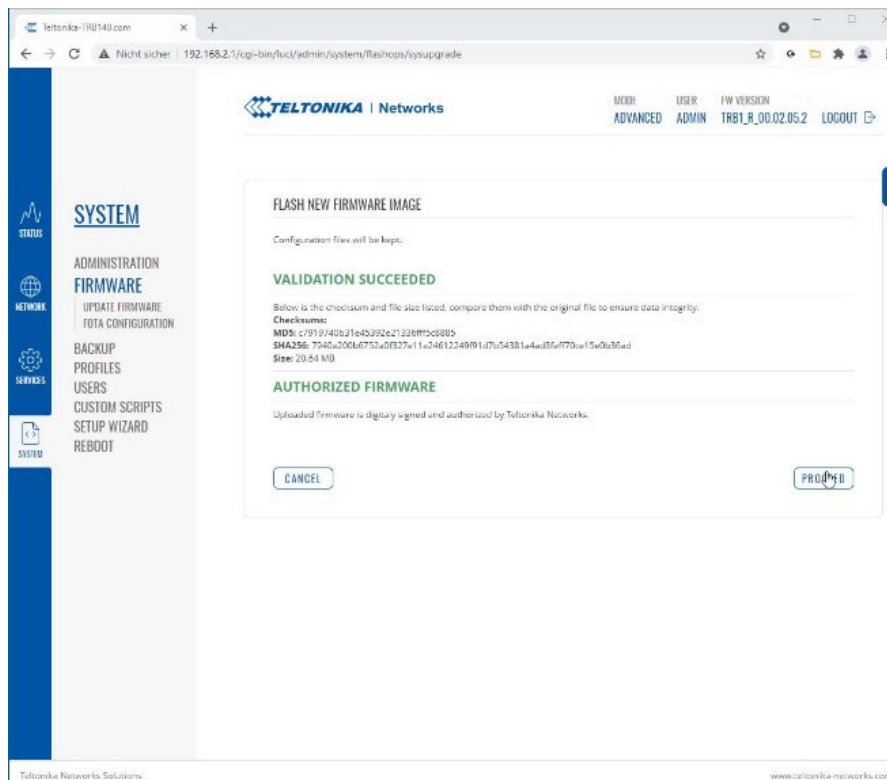 Teltonika-TRB140.com
Nicht sicher 192.168.2.1/cgi-bin/luci/admin/system/flashops/sysupgrade
TELTONIKA | Networks
MODE USER FW VERSION
ADVANCED ADMIN TRB1_R_00.02.05.2 LOGOUT
STATUS
NETWORK
SERVICES
SYSTEM
SYSTEM
ADMINISTRATION
FIRMWARE
UPDATE FIRMWARE
FOTA CONFIGURATION
BACKUP
PROFILES
USERS
CUSTOM SCRIPTS
SETUP WIZARD
REBOOT
FLASH NEW FIRMWARE IMAGE
Configuration files will be kept.
VALIDATION SUCCEEDED
Below is the checksum and file size listed, compare them with the original file to ensure data integrity.
Checksums:
MD5:
SHA256:
Size: 20.64 MB
AUTHORIZED FIRMWARE
Uploaded firmware is digitaly signed and authorized by Teltonika Networks.
CANCEL PROCEED
Teltonika Networks Solutions www.teltonika-networks.com